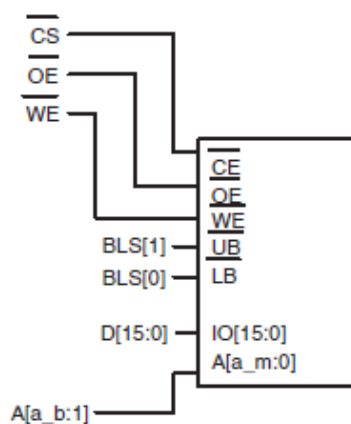 CS
OE
WE
CE
OE
WE
BLS[1] UB
BLS[0] LB
D[15:0] IO[15:0]
A[a_m:0]
A[a_b:1]